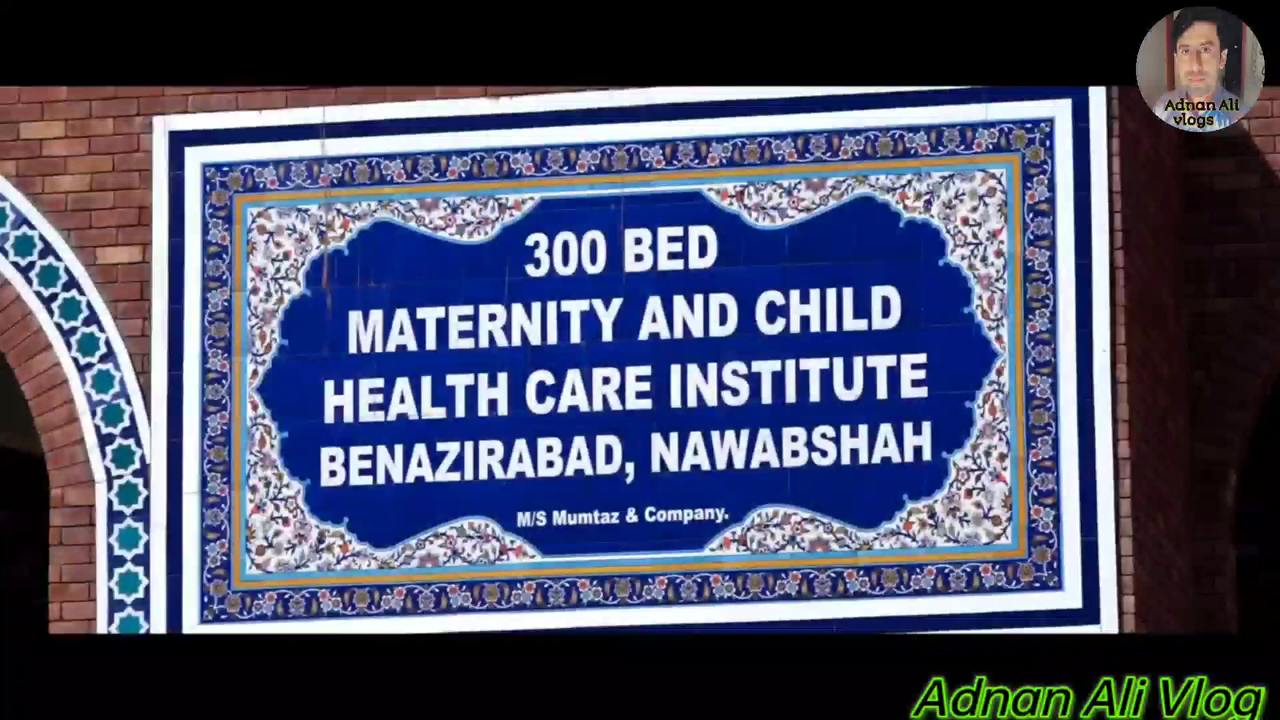 Adnan Ali
vlogs
300 BED
MATERNITY AND CHILD
HEALTH CARE INSTITUTE
BENAZIRABAD, NAWABSHAH
M/S Mumtaz & Company.
Adnan Ali Vlog